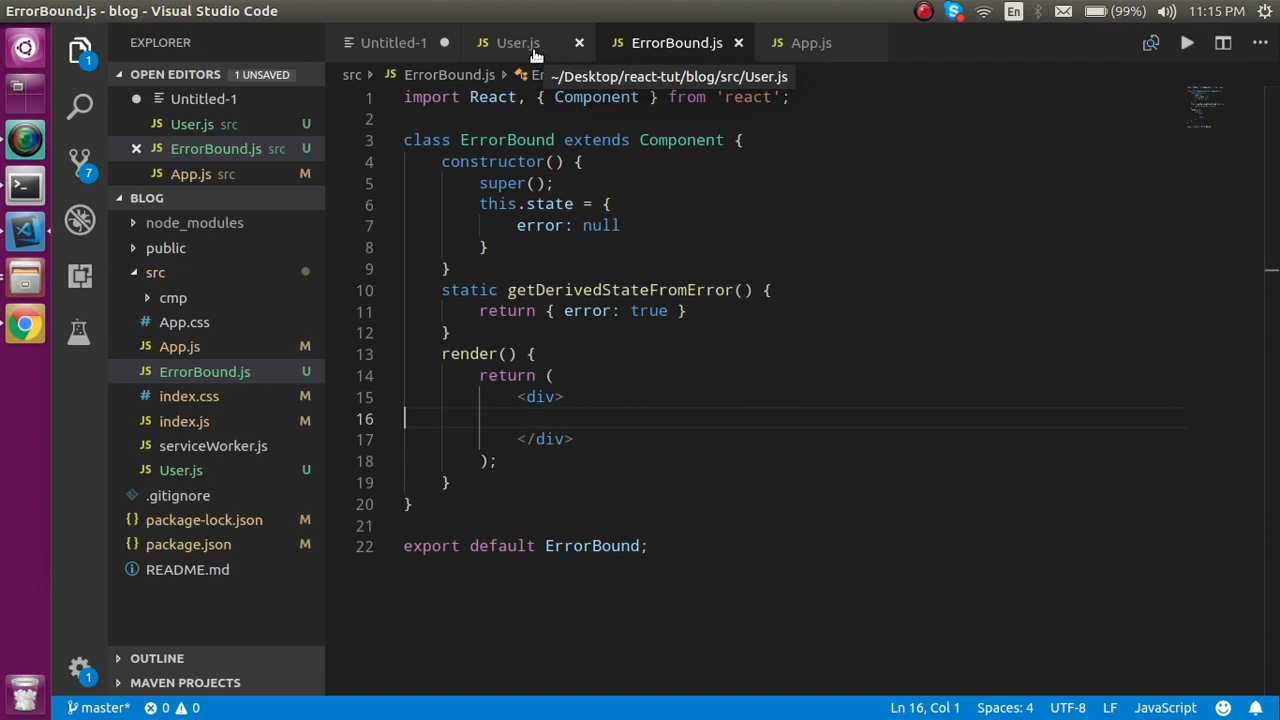 ErrorBound.js - blog - Visual Studio Code
En
(99%)
11:15 PM
EXPLORER
OPEN EDITORS
1 UNSAVED
Untitled-1
User.js src U
ErrorBound.js src U
App.js src M
BLOG
node_modules
public
src
cmp
App.css
App.js M
ErrorBound.js U
index.css M
index.js M
serviceWorker.js
User.js U
.gitignore
package-lock.json M
package.json M
README.md
OUTLINE
MAVEN PROJECTS
7
1
1
Untitled-1
JS User.js
JS ErrorBound.js
JS App.js
src JS ErrorBound.js
~/Desktop/react-tut/blog/src/User.js
1 import React, { Component } from 'react';
2
3 class ErrorBound extends Component {
4 constructor() {
5 super();
6 this.state = {
7 error: null
8 }
9 }
10 static getDerivedStateFromError() {
11 return { error: true }
12 }
13 render() {
14 return (
15 <div>
16
17 </div>
18 );
19 }
20 }
21
22 export default ErrorBound;
master* 0 0
Ln 16, Col 1 Spaces: 4 UTF-8 LF JavaScript